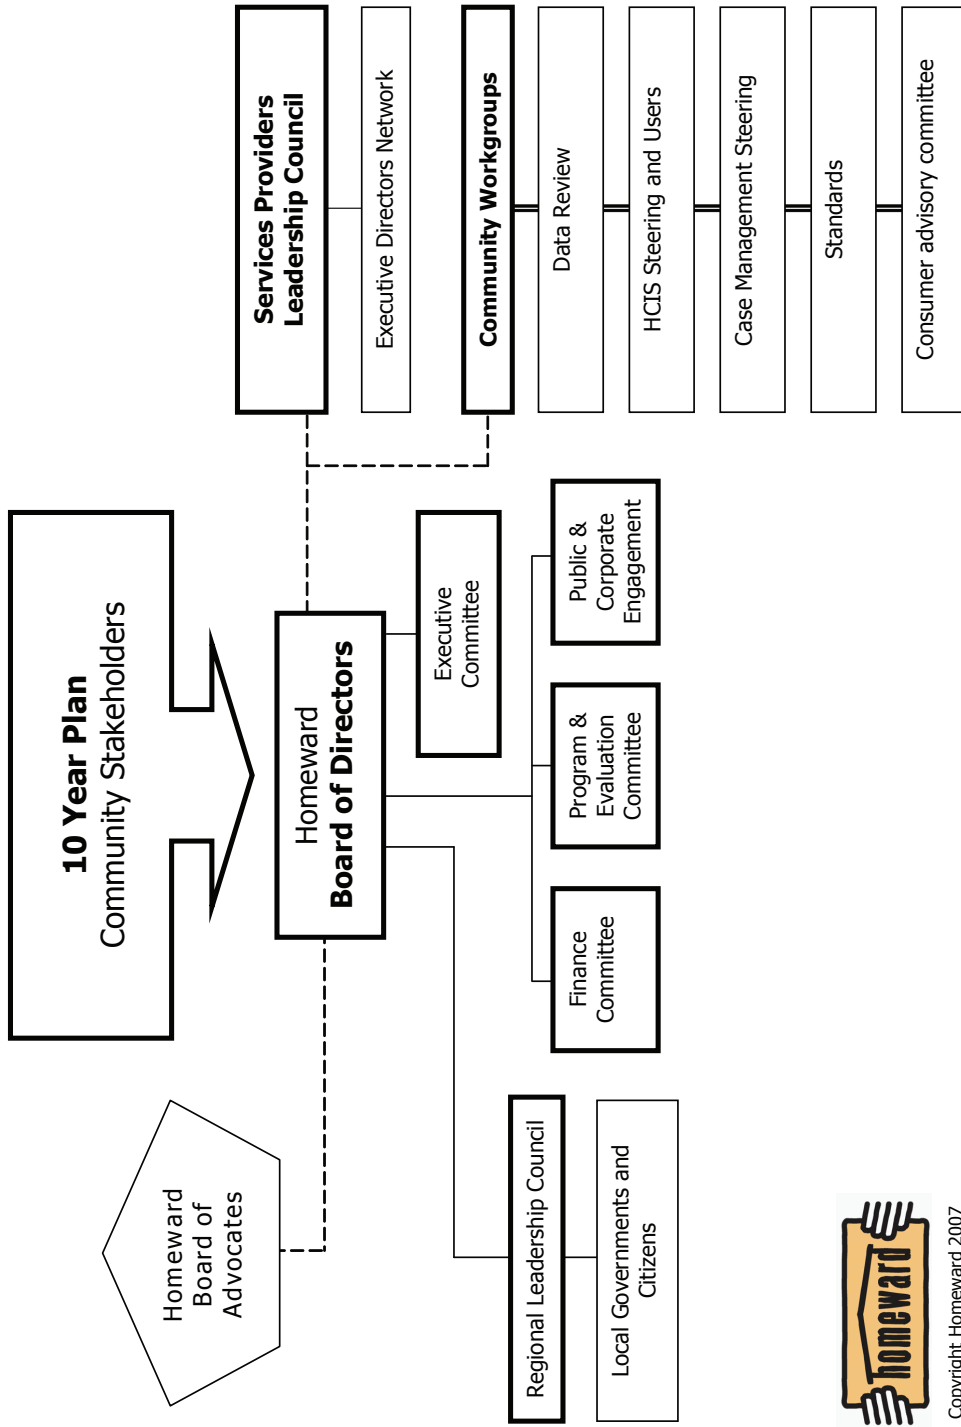 10 Year Plan
Community Stakeholders
Homeward
Board of
Advocates
Homeward
Board of Directors
Services Providers
Leadership Council
Executive Directors Network
Executive
Committee
Community Workgroups
Data Review
HCIS Steering and Users
Case Management Steering
Standards
Consumer advisory committee
Regional Leadership Council
Local Governments and
Citizens
Finance
Committee
Program &
Evaluation
Committee
Public &
Corporate
Engagement
homeward
Copyright Homeward 2007